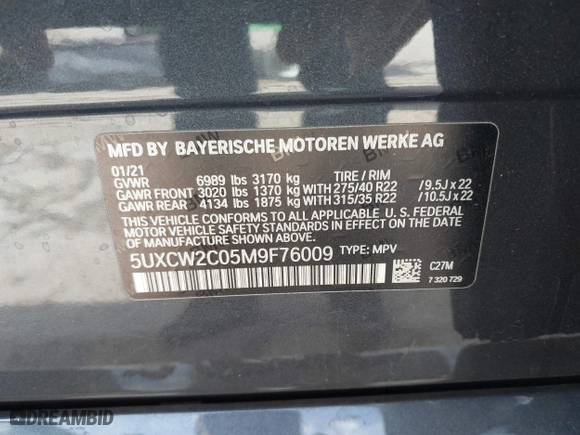 MFD BY BAYERISCHE MOTOREN WERKE AG
01/21
GVWR 6989 lbs 3170 kg TIRE / RIM
GAWR FRONT 3020 lbs 1370 kg WITH 275/40 R22 / 9.5J x 22
GAWR REAR 4134 lbs 1875 kg WITH 315/35 R22 / 10.5J x 22
THIS VEHICLE CONFORMS TO ALL APPLICABLE U. S. FEDERAL
MOTOR VEHICLE SAFETY STANDARDS IN EFFECT ON THE
DATE OF MANUFACTURE SHOWN ABOVE.
5UXCW2C05M9F76009 TYPE: MPV
C27M
7 320 729
DREAMBID